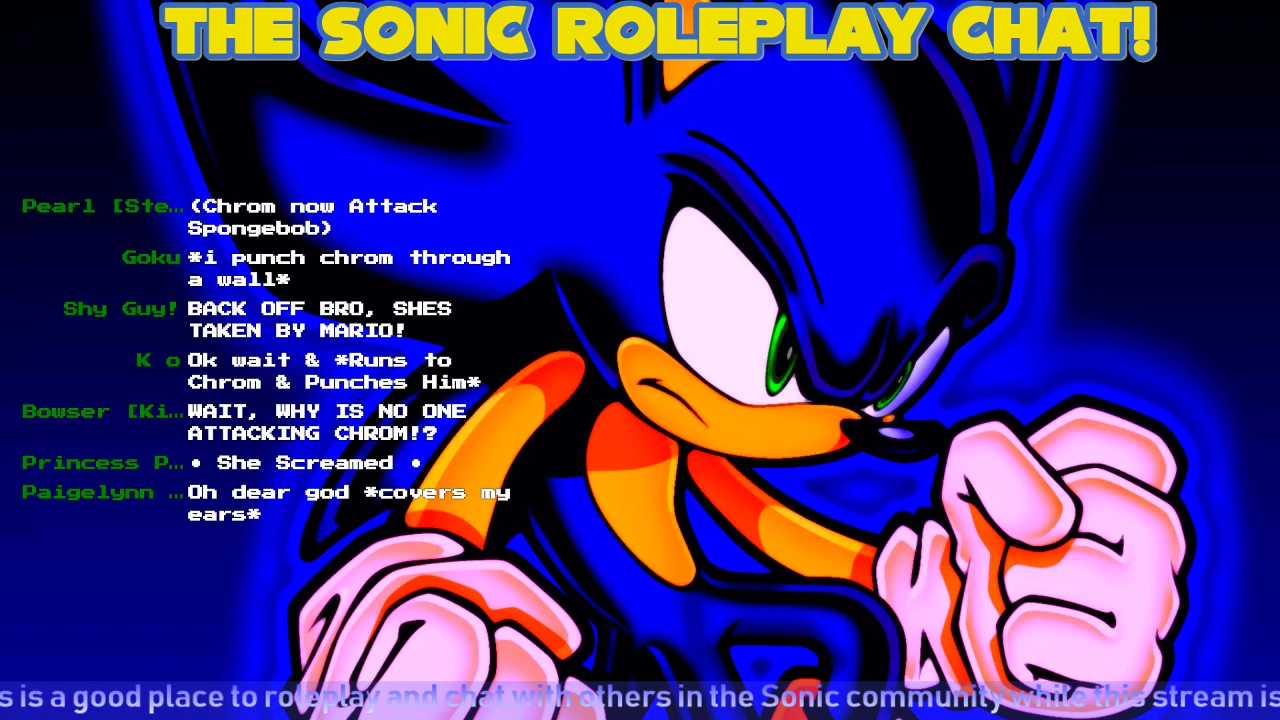 THE SONIC ROLEPLAY CHAT!
Pearl [Ste… (Chrom now Attack
Spongebob)
Goku *i punch chrom through
a wall*
Shy Guy! BACK OFF BRO, SHES
TAKEN BY MARIO!
K o Ok wait & *Runs to
Chrom & Punches Him*
Bowser [Ki… WAIT, WHY IS NO ONE
ATTACKING CHROM!?
Princess P… • She Screamed •
Paigelynn … Oh dear god *covers my
ears*
s is a good place to roleplay and chat with others in the Sonic community while this stream is